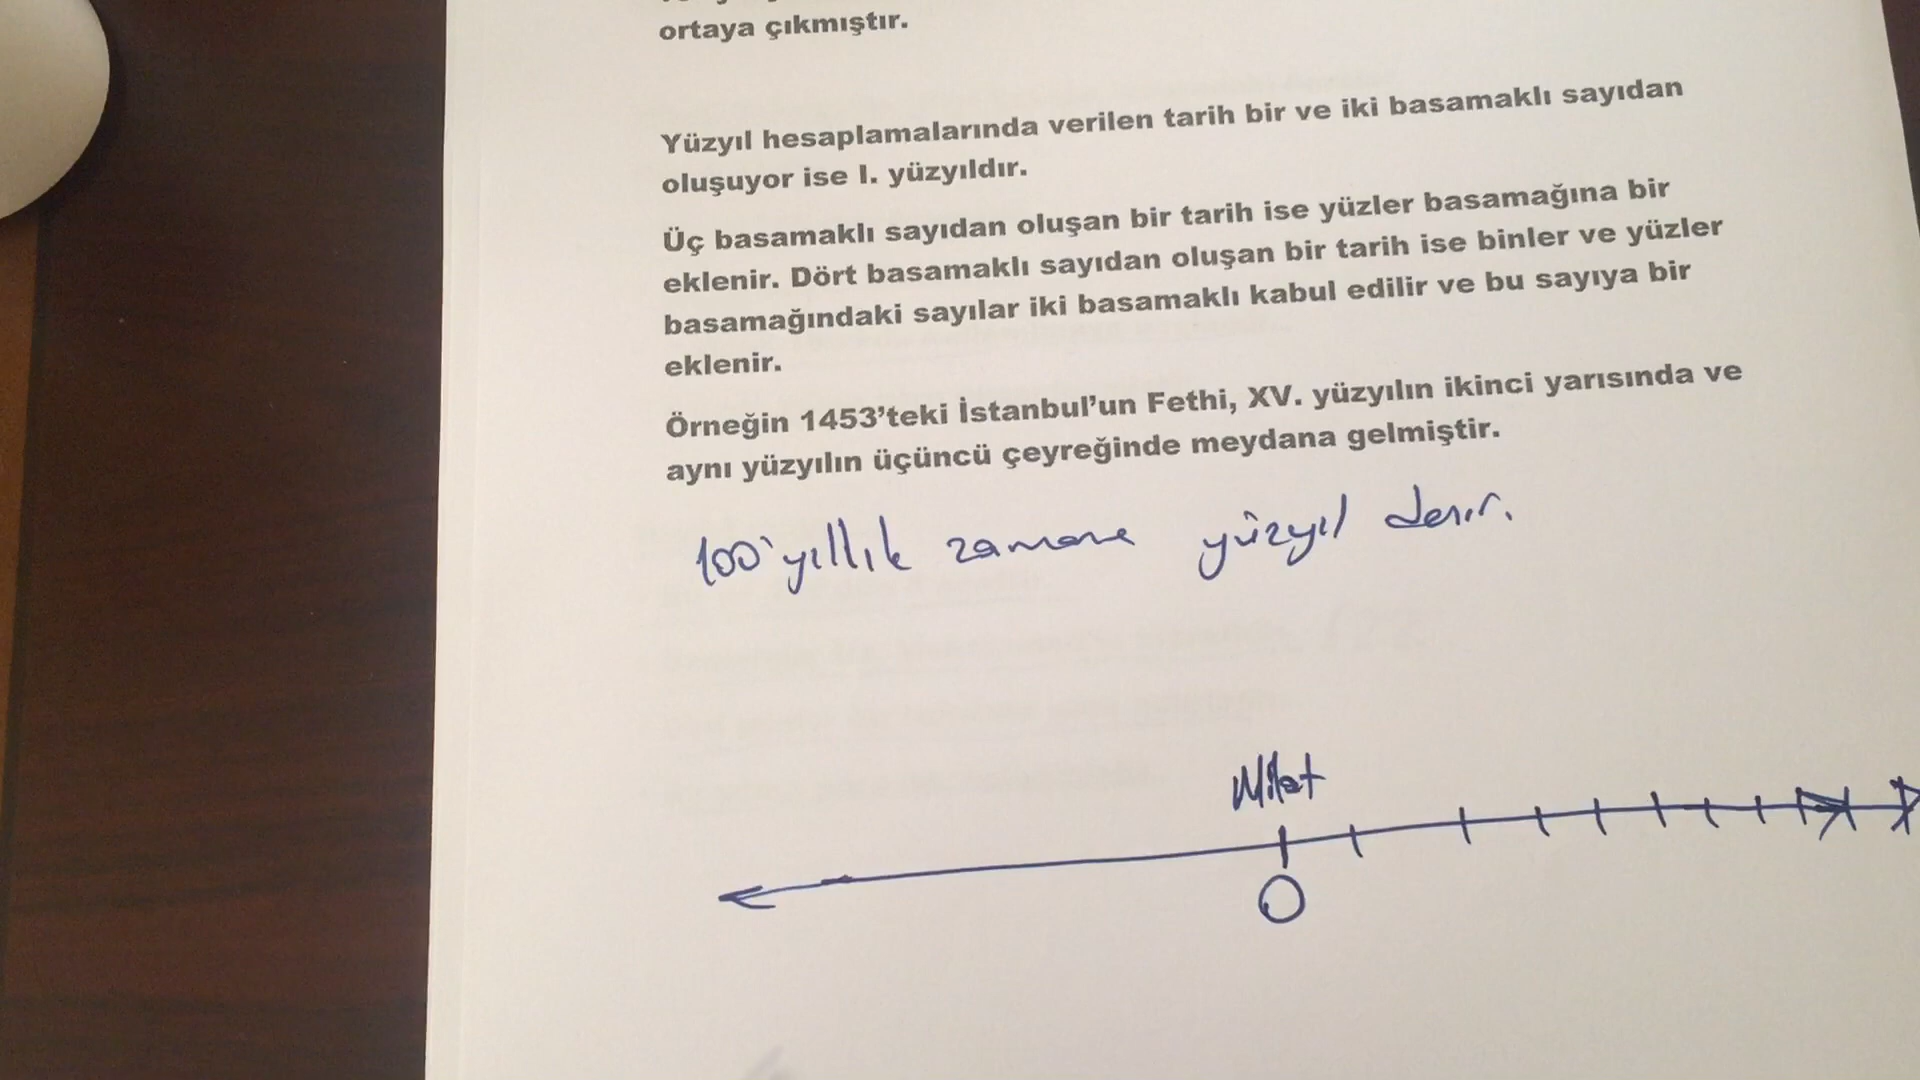 ortaya çıkmıştır.
Yüzyıl hesaplamalarında verilen tarih bir ve iki basamaklı sayıdan
oluşuyor ise I. yüzyıldır.
Üç basamaklı sayıdan oluşan bir tarih ise yüzler basamağına bir
eklenir. Dört basamaklı sayıdan oluşan bir tarih ise binler ve yüzler
basamağındaki sayılar iki basamaklı kabul edilir ve bu sayıya bir
eklenir.
Örneğin 1453’teki İstanbul’un Fethi, XV. yüzyılın ikinci yarısında ve
aynı yüzyılın üçüncü çeyreğinde meydana gelmiştir.
100' yıllık zamana yüzyıl denir.
Milat
0